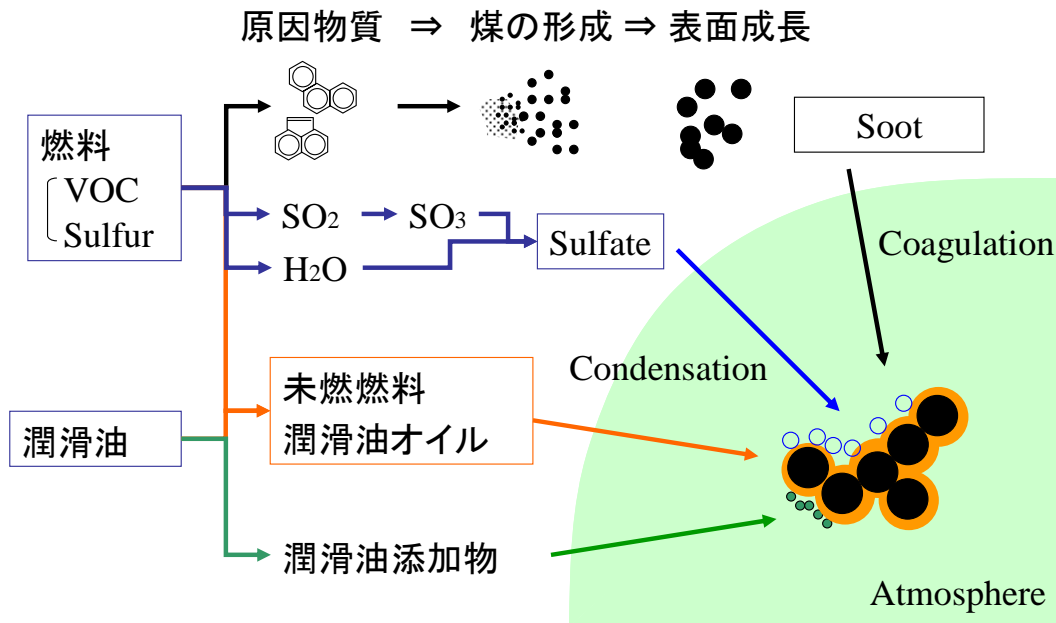 原因物質 ⇒ 煤の形成 ⇒ 表面成長
Soot
燃料
VOC
Sulfur
SO2
SO3
H2O
Sulfate
Coagulation
Condensation
未燃燃料
潤滑油オイル
潤滑油
潤滑油添加物
Atmosphere